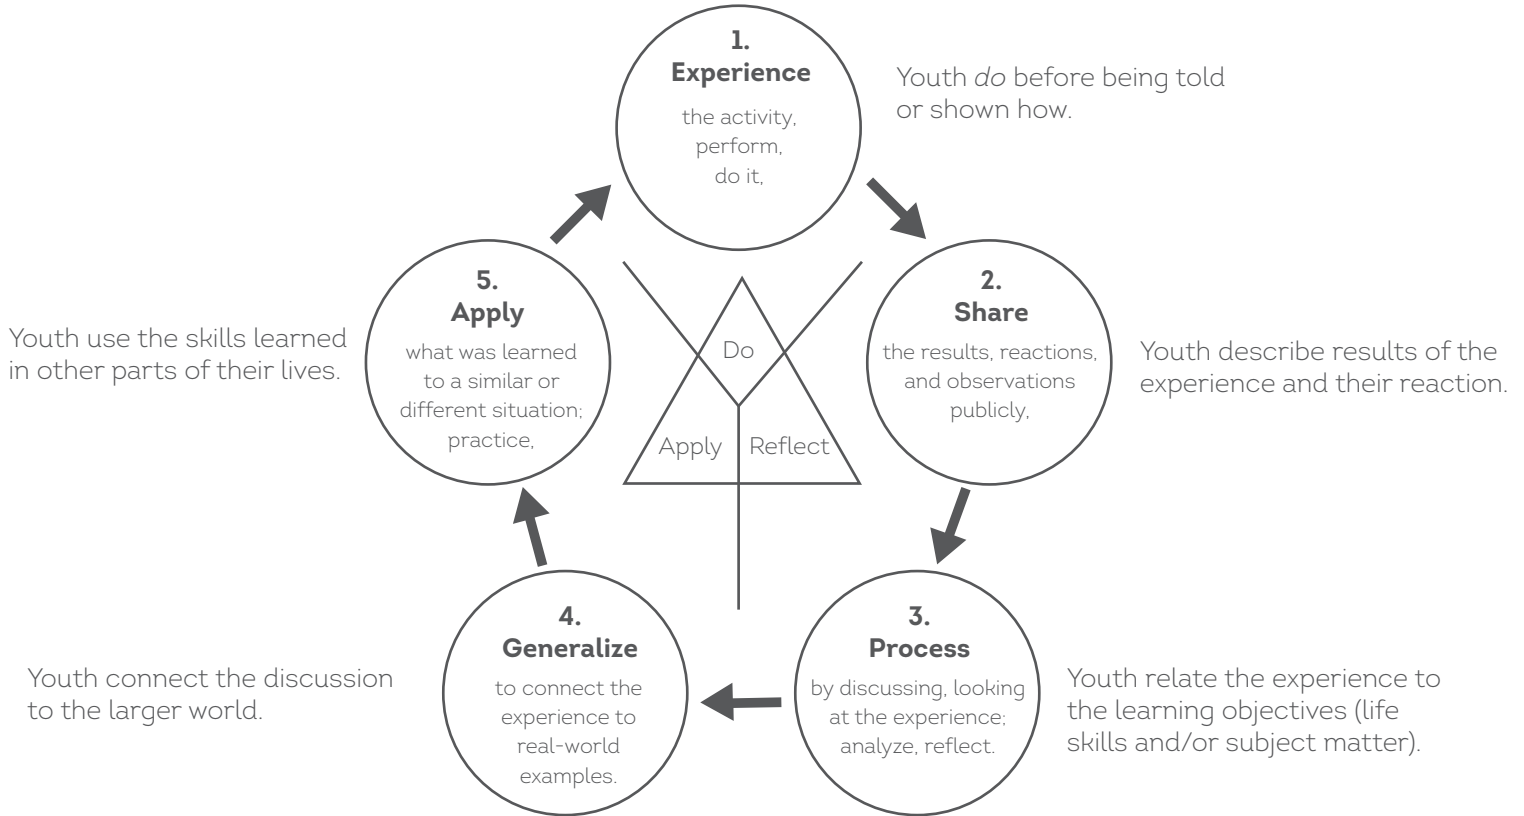 1.
Experience
the activity,
perform,
do it,
Youth do before being told
or shown how.
2.
Share
the results, reactions,
and observations
publicly,
Youth describe results of the
experience and their reaction.
3.
Process
by discussing, looking
at the experience;
analyze, reflect.
Youth relate the experience to
the learning objectives (life
skills and/or subject matter).
4.
Generalize
to connect the
experience to
real-world
examples.
Youth connect the discussion
to the larger world.
5.
Apply
what was learned
to a similar or
different situation;
practice,
Youth use the skills learned
in other parts of their lives.
Do
Apply
Reflect